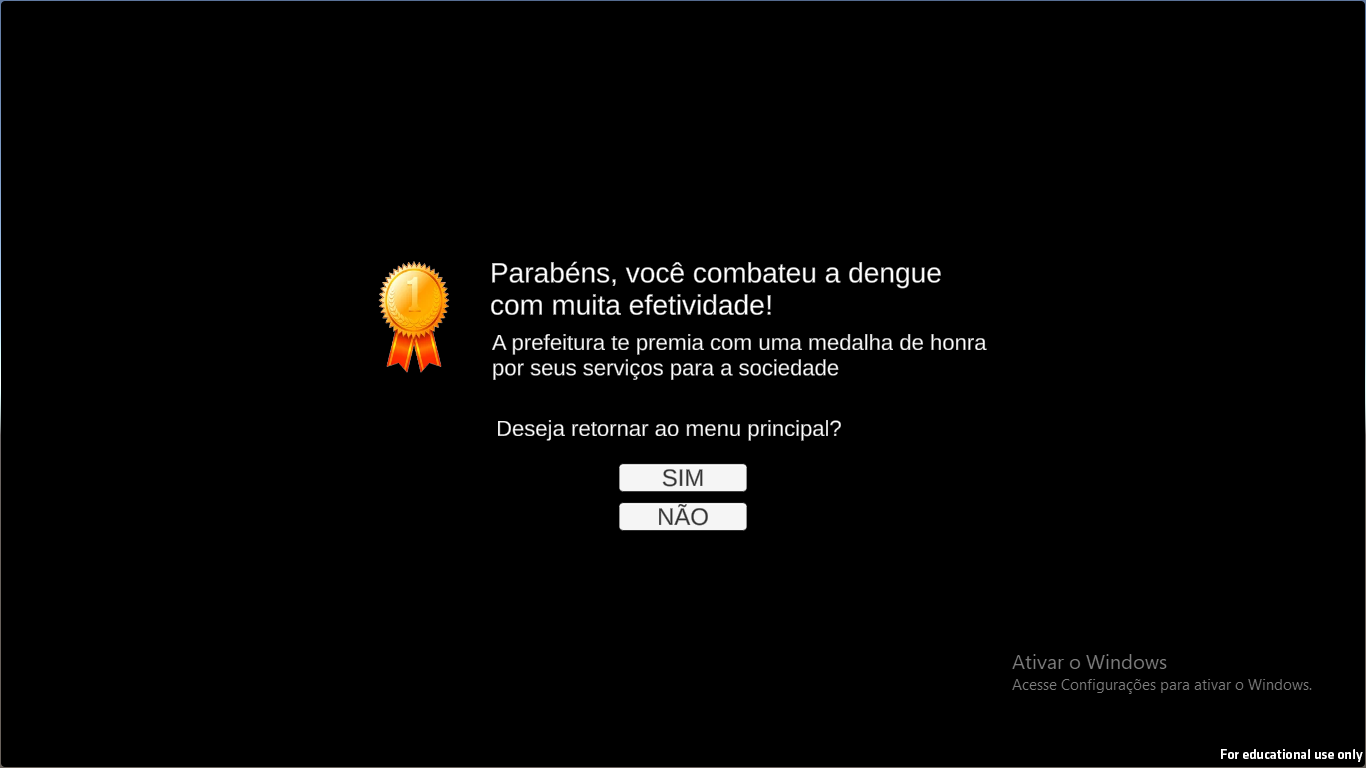 1
Parabéns, você combateu a dengue
com muita efetividade!
A prefeitura te premia com uma medalha de honra
por seus serviços para a sociedade
Deseja retornar ao menu principal?
SIM
NÃO
Ativar o Windows
Acesse Configurações para ativar o Windows.
For educational use only